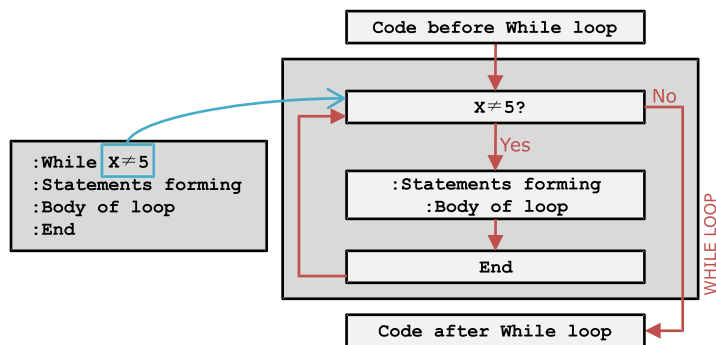 Code before While loop
X≠5?
No
Yes
:While X≠5
:Statements forming
:Body of loop
:End
:Statements forming
:Body of loop
End
WHILE LOOP
Code after While loop